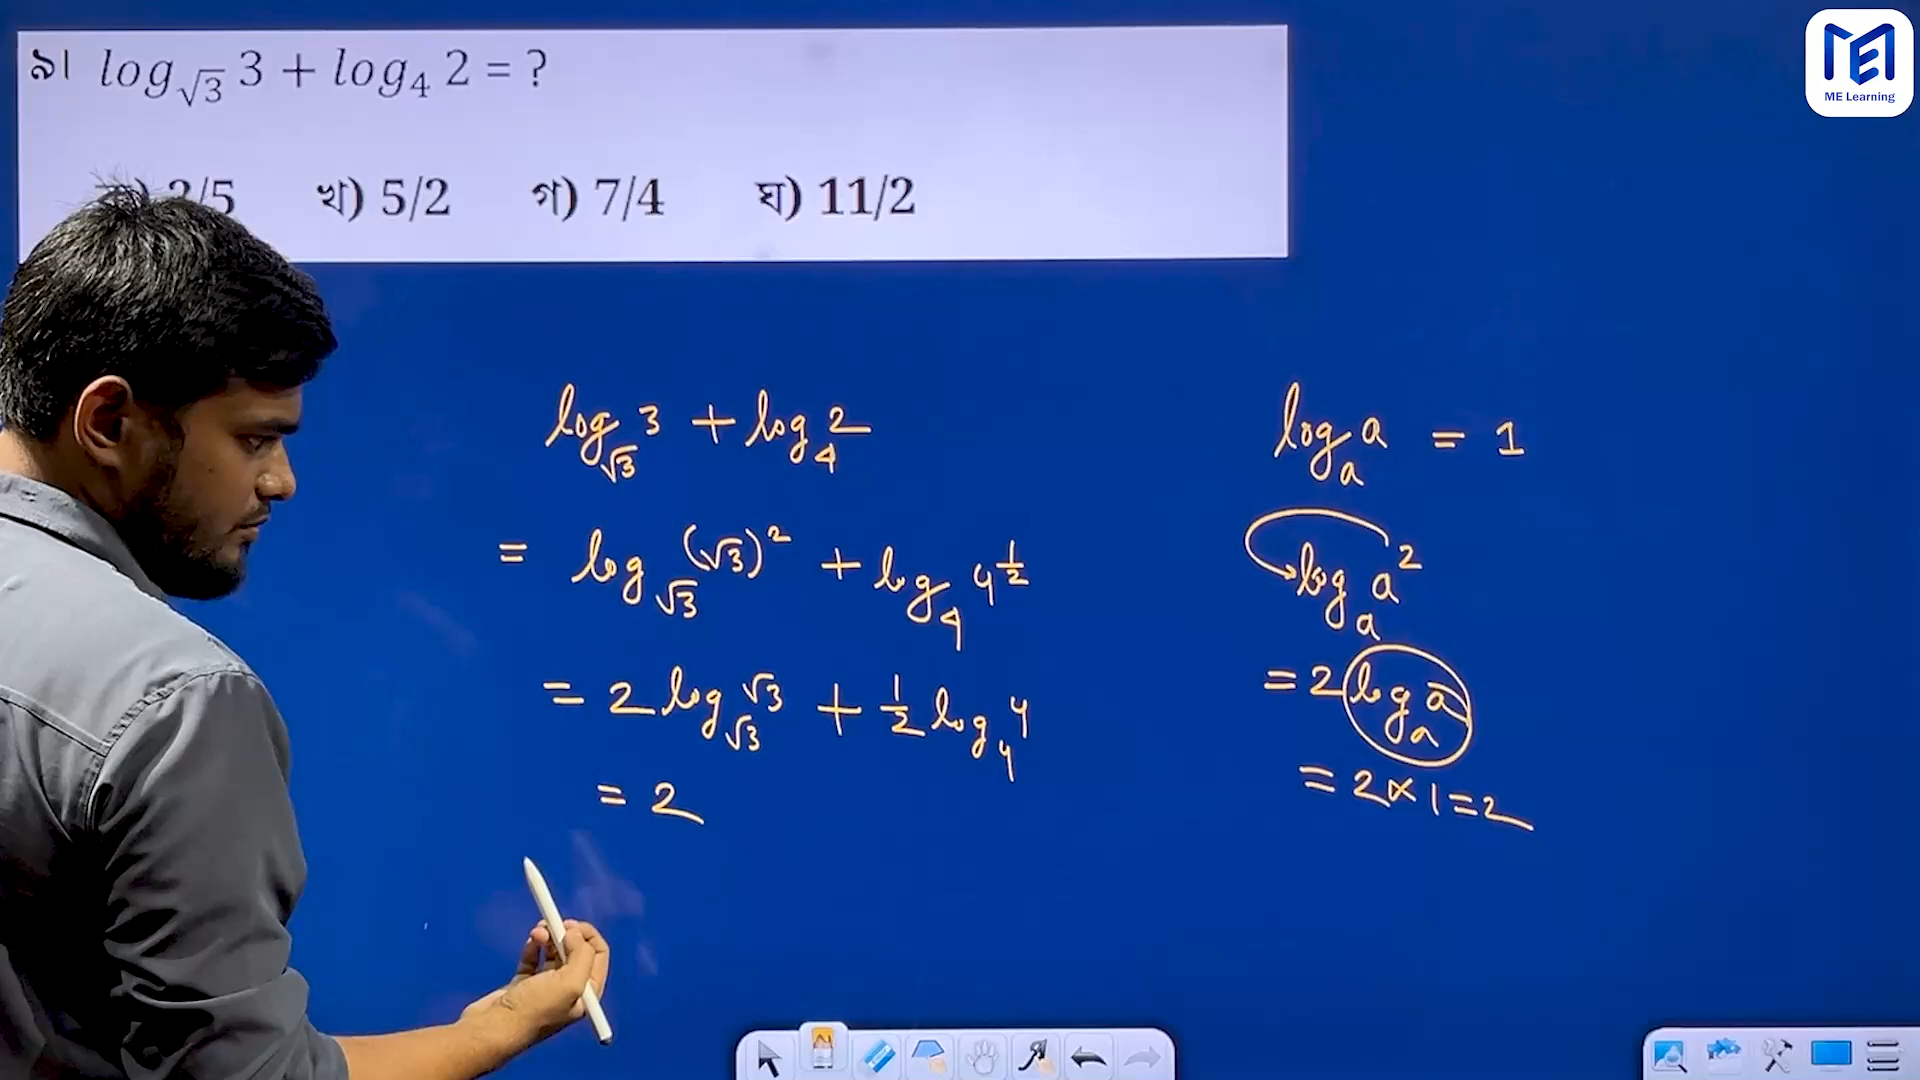 ৯। log√3 3 + log4 2 = ?
/5 খ) 5/2 গ) 7/4 ঘ) 11/2
ME Learning
log√3 3 + log4 2
= log√3 (√3)² + log4 4^1/2
= 2 log√3 √3 + 1/2 log4 4
= 2
loga a = 1
loga a²
= 2 loga a
= 2 × 1 = 2